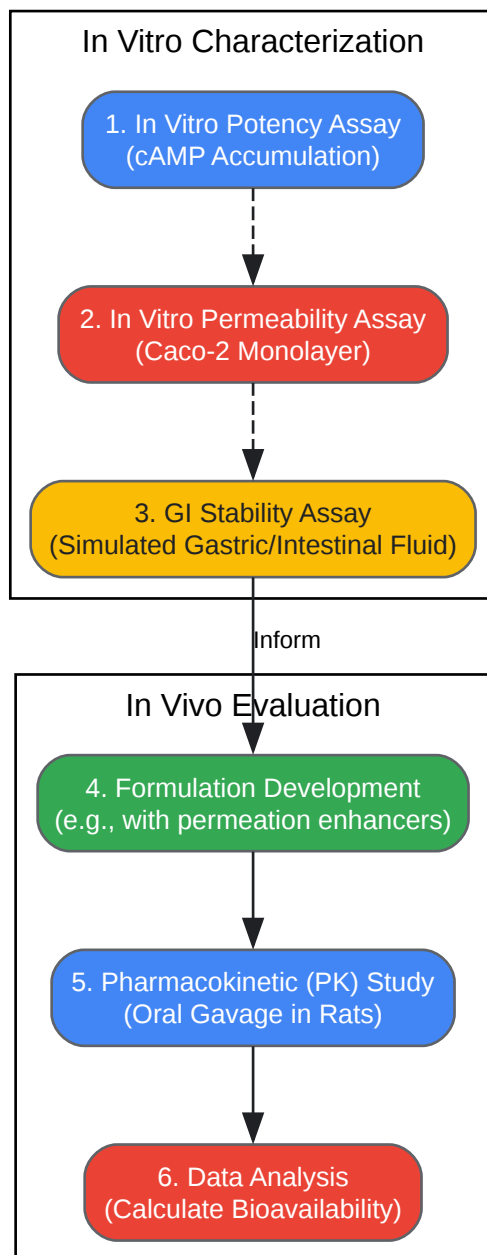 In Vitro Characterization
1. In Vitro Potency Assay
(cAMP Accumulation)
2. In Vitro Permeability Assay
(Caco-2 Monolayer)
3. GI Stability Assay
(Simulated Gastric/Intestinal Fluid)
Inform
In Vivo Evaluation
4. Formulation Development
(e.g., with permeation enhancers)
5. Pharmacokinetic (PK) Study
(Oral Gavage in Rats)
6. Data Analysis
(Calculate Bioavailability)